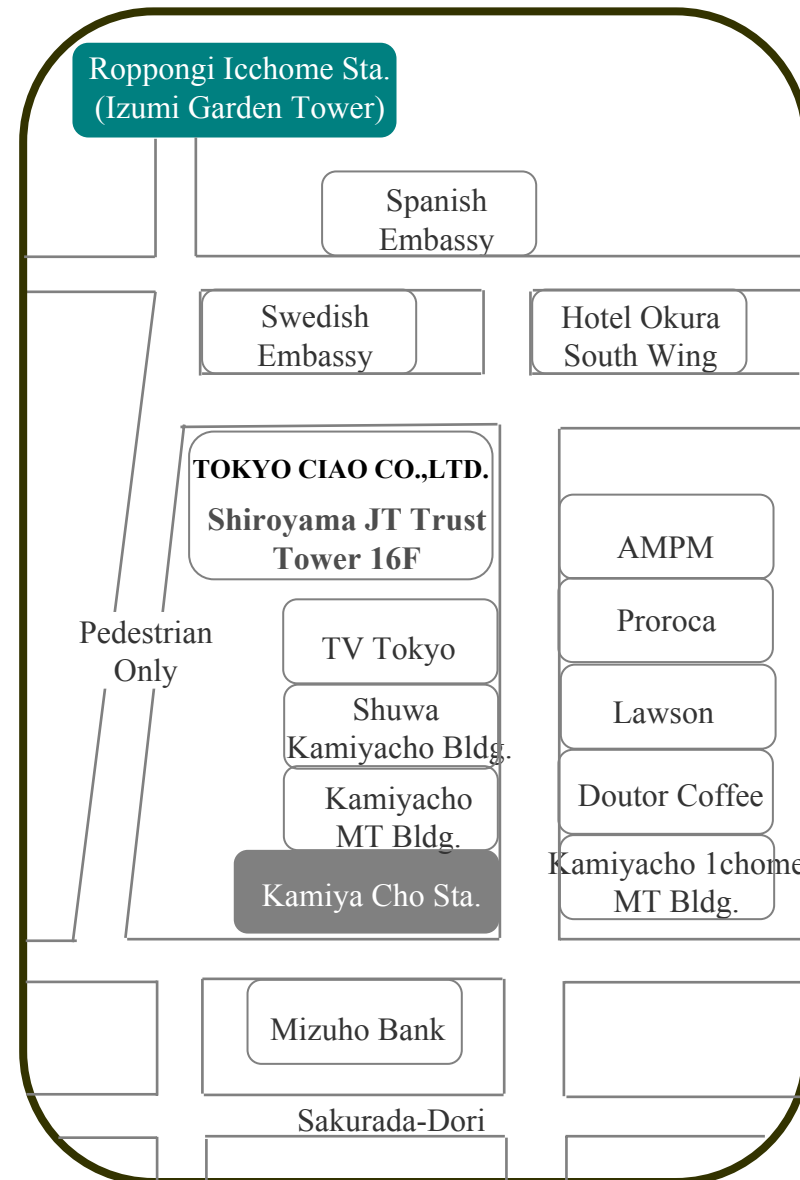 Roppongi Icchome Sta.
(Izumi Garden Tower)
Spanish
Embassy
Swedish
Embassy
Hotel Okura
South Wing
TOKYO CIAO CO.,LTD.
Shiroyama JT Trust
Tower 16F
AMPM
Pedestrian
Only
TV Tokyo
Proroca
Shuwa
Kamiyacho Bldg.
Lawson
Kamiyacho
MT Bldg.
Doutor Coffee
Kamiya Cho Sta.
Kamiyacho 1chome
MT Bldg.
Mizuho Bank
Sakurada-Dori